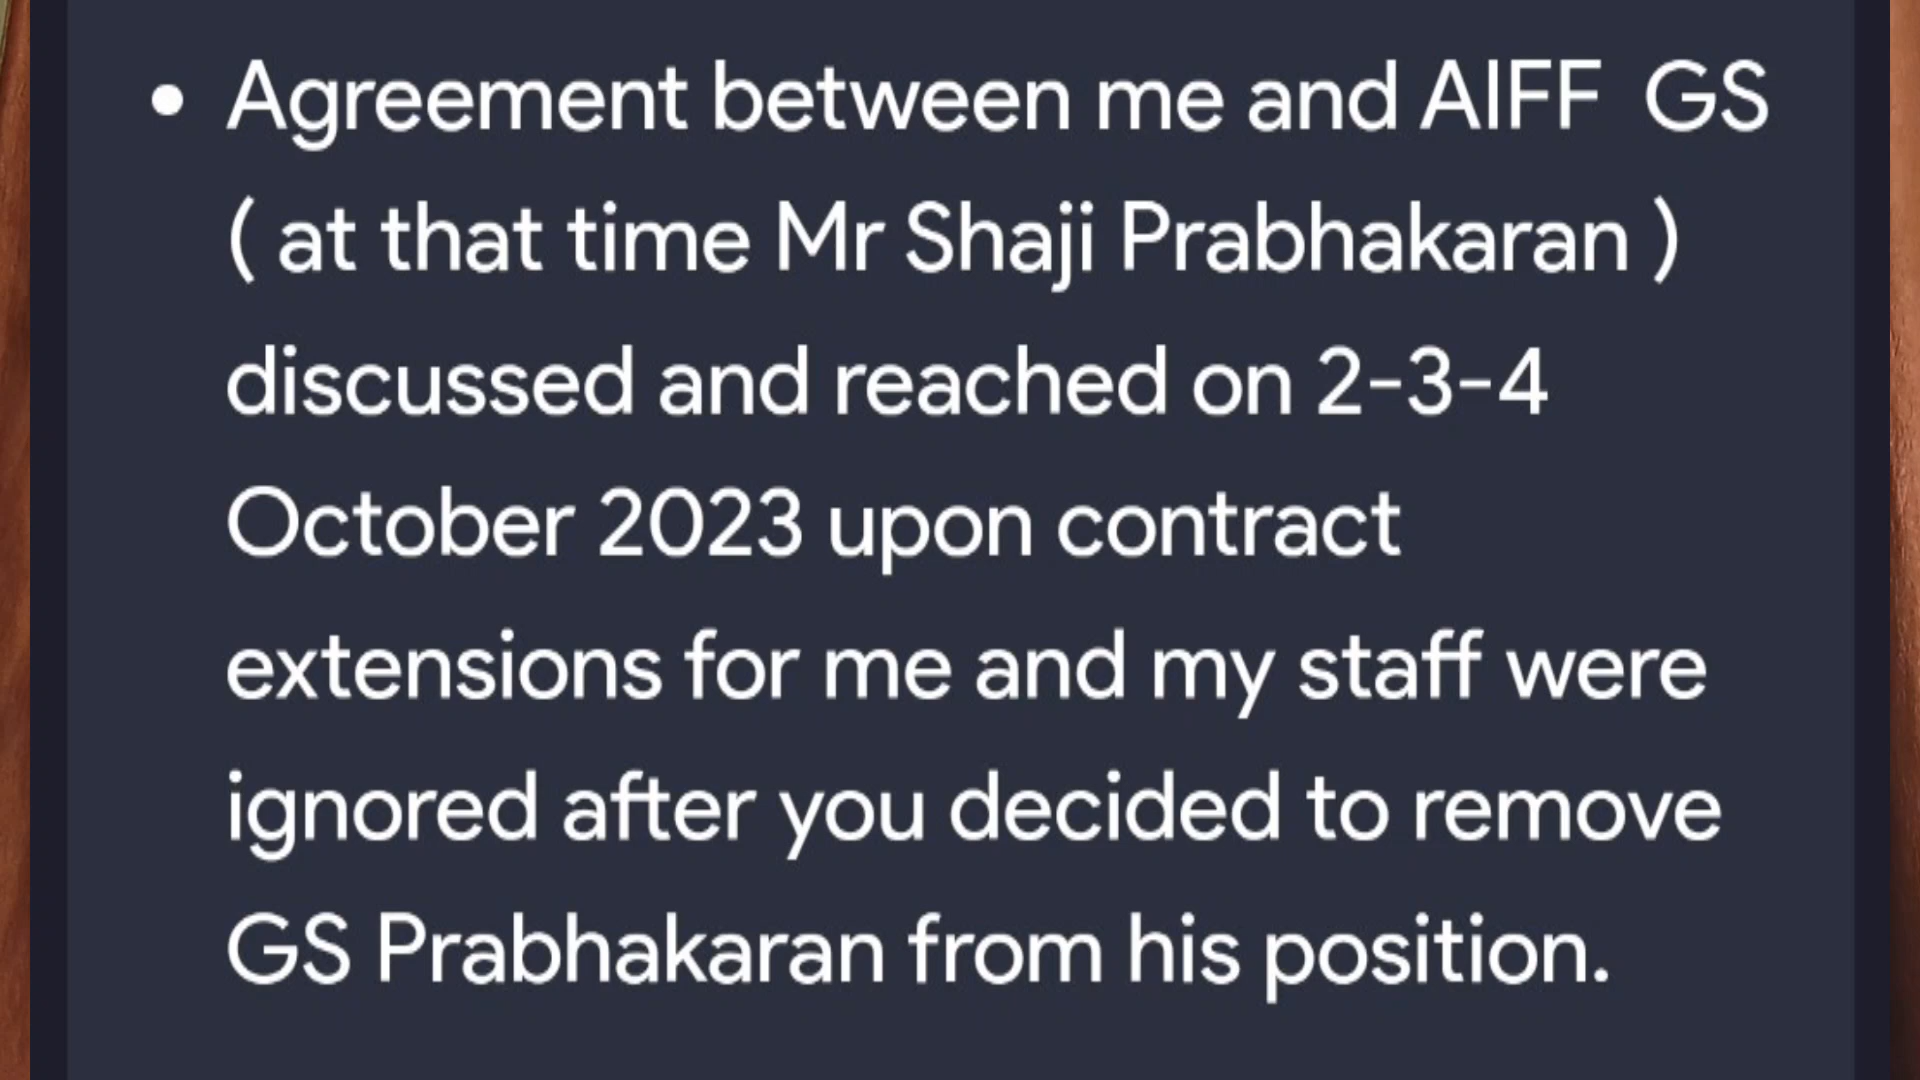 • Agreement between me and AIFF  GS
( at that time Mr Shaji Prabhakaran )
discussed and reached on 2-3-4
October 2023 upon contract
extensions for me and my staff were
ignored after you decided to remove
GS Prabhakaran from his position.